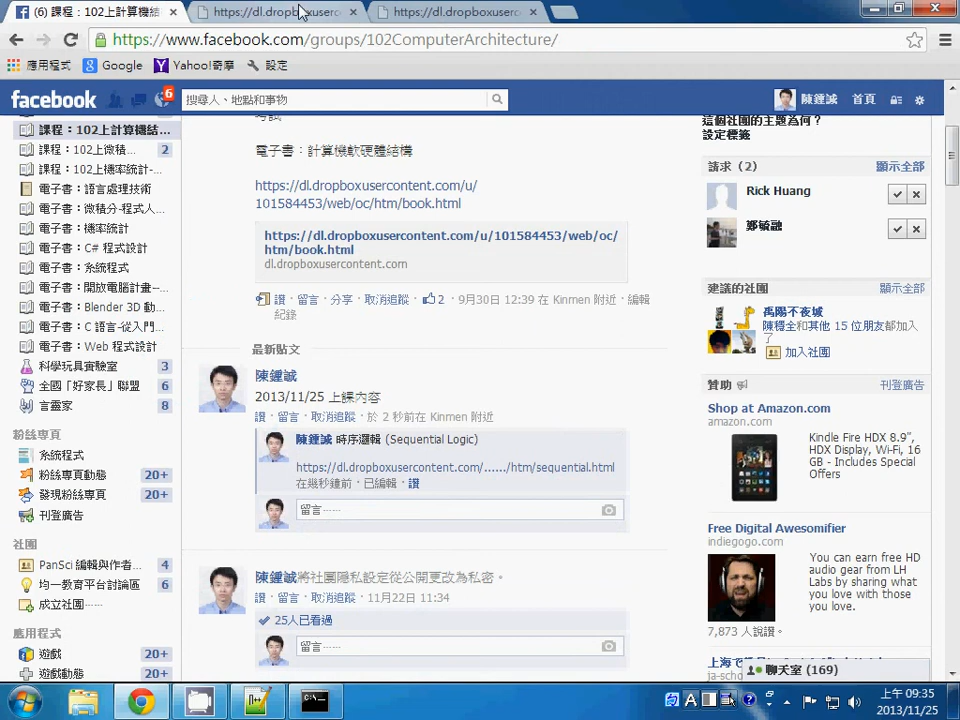 (6) 課程：102上計算機結
https://dl.dropboxuserc
https://dl.dropboxuserco
https://www.facebook.com/groups/102ComputerArchitecture/
應用程式
Google
Yahoo!奇摩
設定
facebook
6
搜尋人、地點和事物
陳鍾誠
首頁
課程：102上計算機結...
課程：102上微積...
2
課程：102上機率統計-...
電子書：語言處理技術
電子書：微積分-程式人...
電子書：機率統計
電子書：C# 程式設計
電子書：系統程式
電子書：開放電腦計畫--...
電子書：Blender 3D 動...
電子書：C 語言-從入門...
電子書：Web 程式設計
科學玩具實驗室
3
全國「好家長」聯盟
6
言靈家
8
粉絲專頁
系統程式
粉絲專頁動態
20+
發現粉絲專頁
20+
刊登廣告
社團
PanSci 編輯與作者...
4
均一教育平台討論區
6
成立社團……
應用程式
遊戲
20+
遊戲動態
20+
考試
電子書：計算機軟硬體結構
https://dl.dropboxusercontent.com/u/
101584453/web/oc/htm/book.html
https://dl.dropboxusercontent.com/u/101584453/web/oc/
htm/book.html
dl.dropboxusercontent.com
讚 · 留言 · 分享 · 取消追蹤 · 2 · 9月30日 12:39 在 Kinmen 附近 · 編輯
紀錄
最新貼文
陳鍾誠
2013/11/25 上課內容
讚 · 留言 · 取消追蹤 · 於 2 秒前在 Kinmen 附近
陳鍾誠 時序邏輯 (Sequential Logic)
https://dl.dropboxusercontent.com/....../htm/sequential.html
在幾秒鐘前 · 已編輯 · 讚
留言……
陳鍾誠將社團隱私設定從公開更改為私密。
讚 · 留言 · 取消追蹤 · 11月22日 11:34
25人已看過
留言……
這個社團的主題為何？
設定標籤
請求（2）
顯示全部
Rick Huang
鄭毓融
建議的社團
顯示全部
禹陽不夜城
陳穩全和其他 15 位朋友都加入
了
加入社團
贊助
刊登廣告
Shop at Amazon.com
amazon.com
Kindle Fire HDX 8.9",
HDX Display, Wi-Fi, 16
GB - Includes Special
Offers
Free Digital Awesomifier
indiegogo.com
You can earn free HD
audio gear from LH
Labs by sharing what
you love with those
you love.
7,873 人說讚。
上海で
ja-scho
聊天室 (169)
上午 09:35
2013/11/25